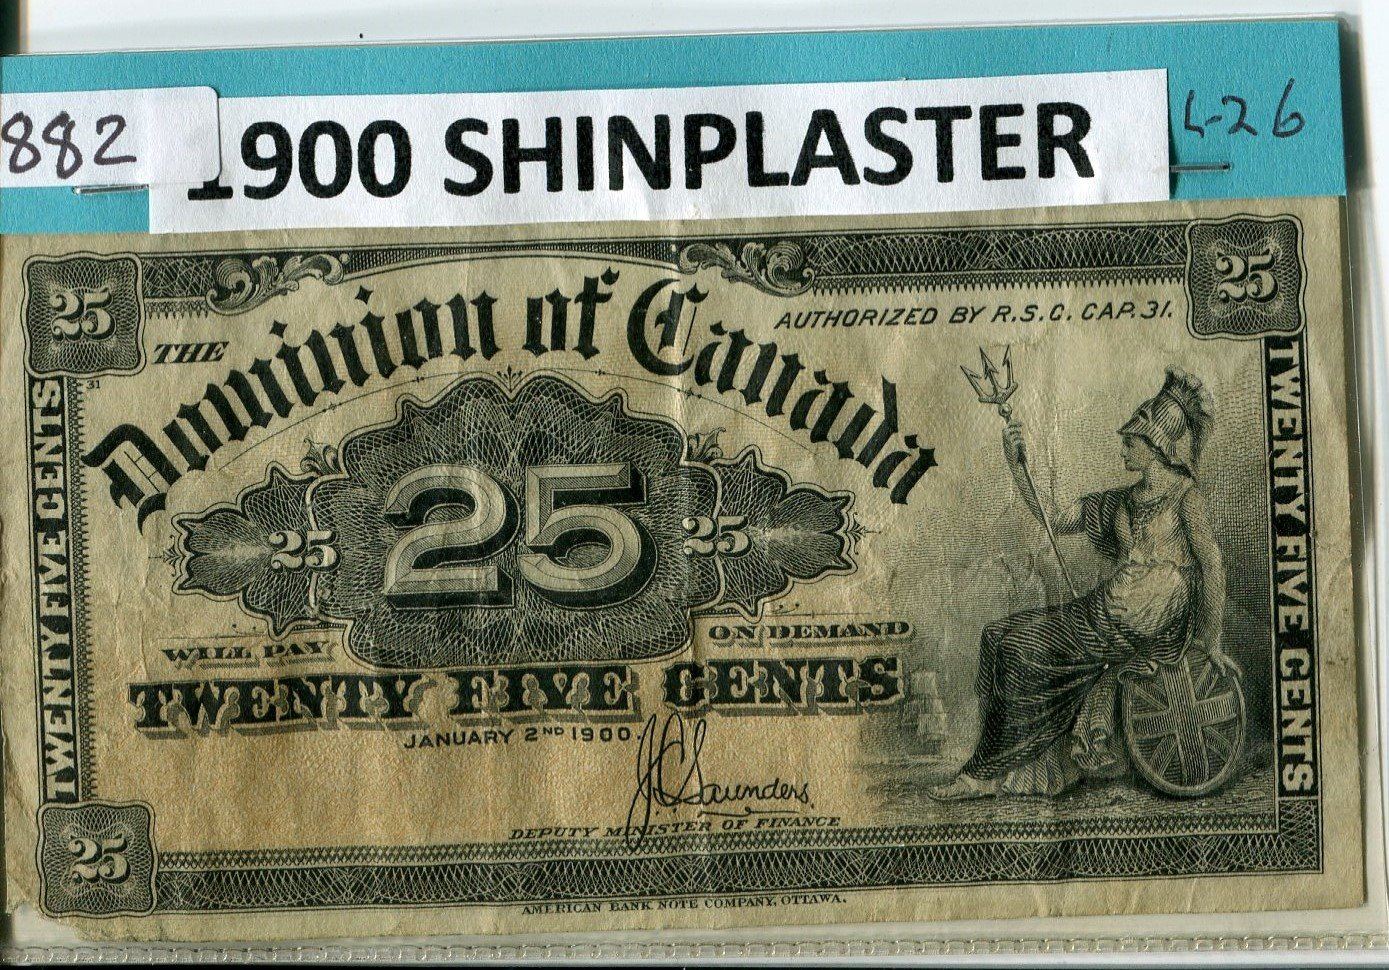 882
1900 SHINPLASTER
L-26
25
25
THE
Dominion of Canada
AUTHORIZED BY R.S.C. CAP. 31.
31
25
25
25
WILL PAY
ON DEMAND
TWENTY FIVE CENTS
JANUARY 2ND 1900.
J C Saunders
DEPUTY MINISTER OF FINANCE
TWENTY FIVE CENTS
TWENTY FIVE CENTS
25
AMERICAN BANK NOTE COMPANY, OTTAWA.